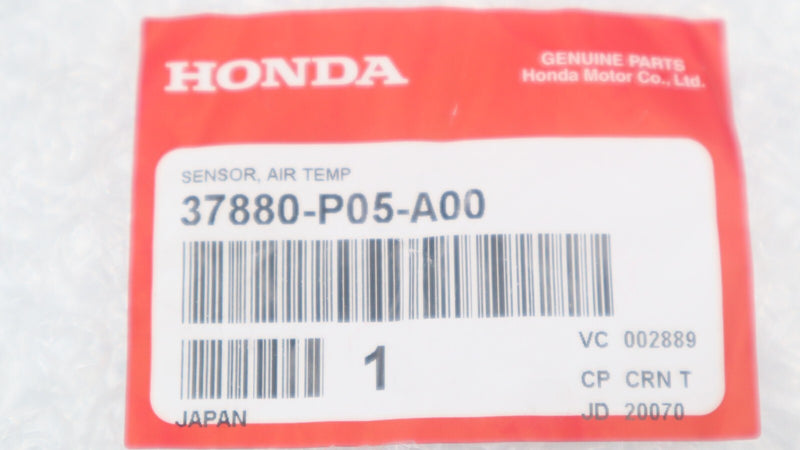 HONDA
GENUINE PARTS
Honda Motor Co., Ltd.
SENSOR, AIR TEMP
37880-P05-A00
1
VC 002889
CP CRN T
JD 20070
JAPAN